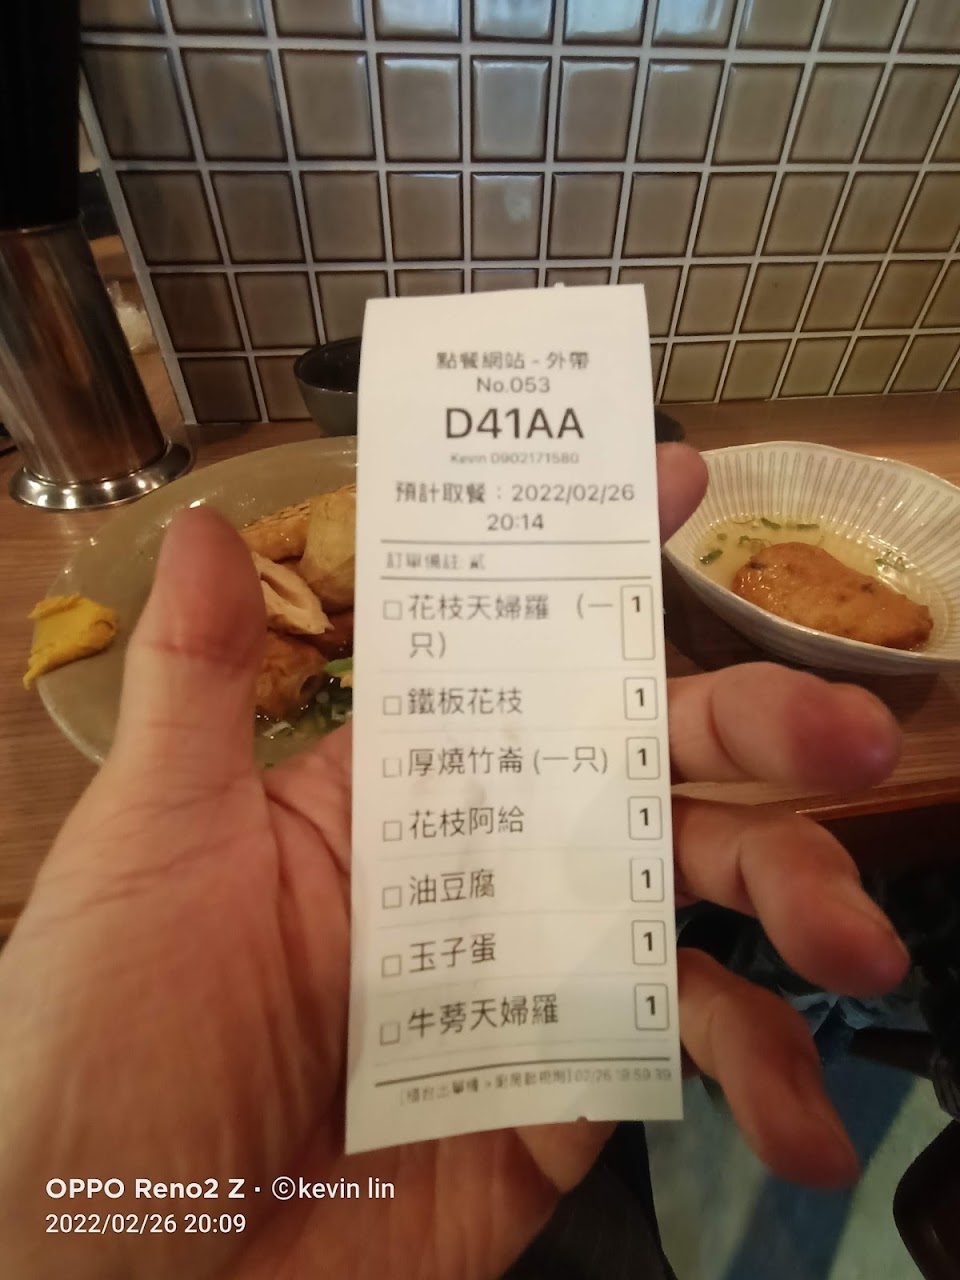 點餐網站 - 外帶
No.053
D41AA
Kevin 0902171580
預計取餐：2022/02/26
20:14
訂單備註: 貳
花枝天婦羅 (一 1
只)
鐵板花枝 1
厚燒竹崙 (一只) 1
花枝阿給 1
油豆腐 1
玉子蛋 1
牛蒡天婦羅 1
02/26 19:59:39
OPPO Reno2 Z · ©kevin lin
2022/02/26 20:09